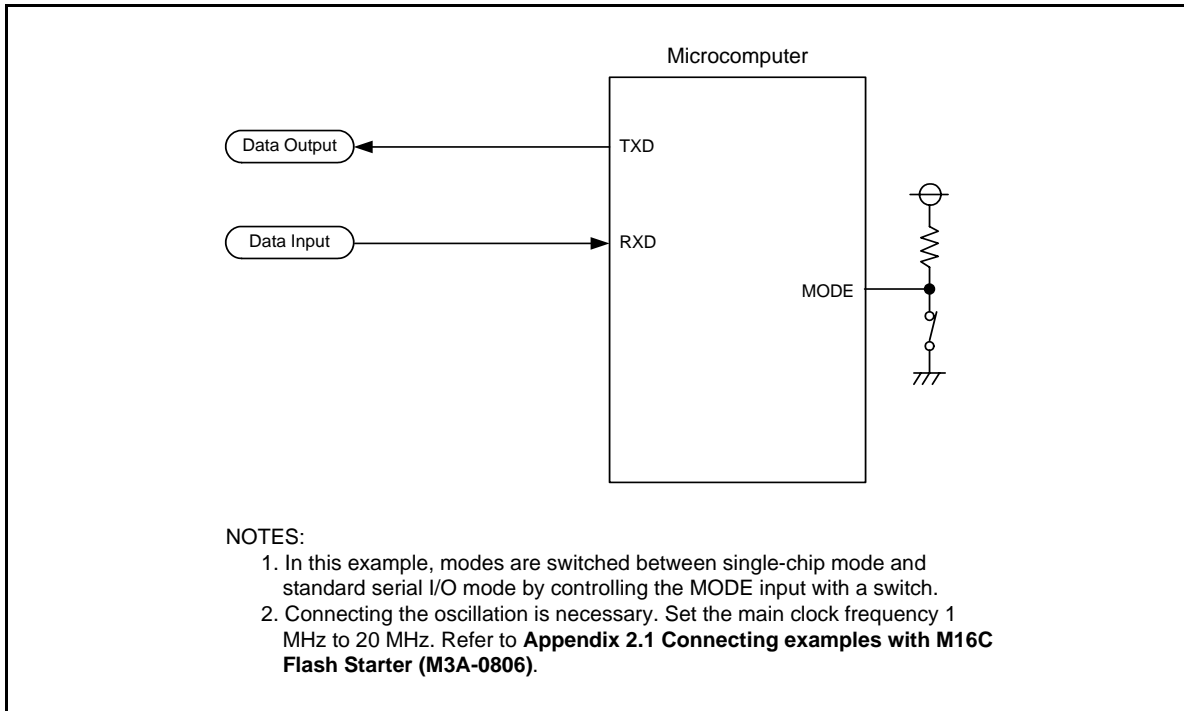 Microcomputer
Data Output
TXD
Data Input
RXD
MODE
NOTES:
1. In this example, modes are switched between single-chip mode and
standard serial I/O mode by controlling the MODE input with a switch.
2. Connecting the oscillation is necessary. Set the main clock frequency 1
MHz to 20 MHz. Refer to Appendix 2.1 Connecting examples with M16C
Flash Starter (M3A-0806).